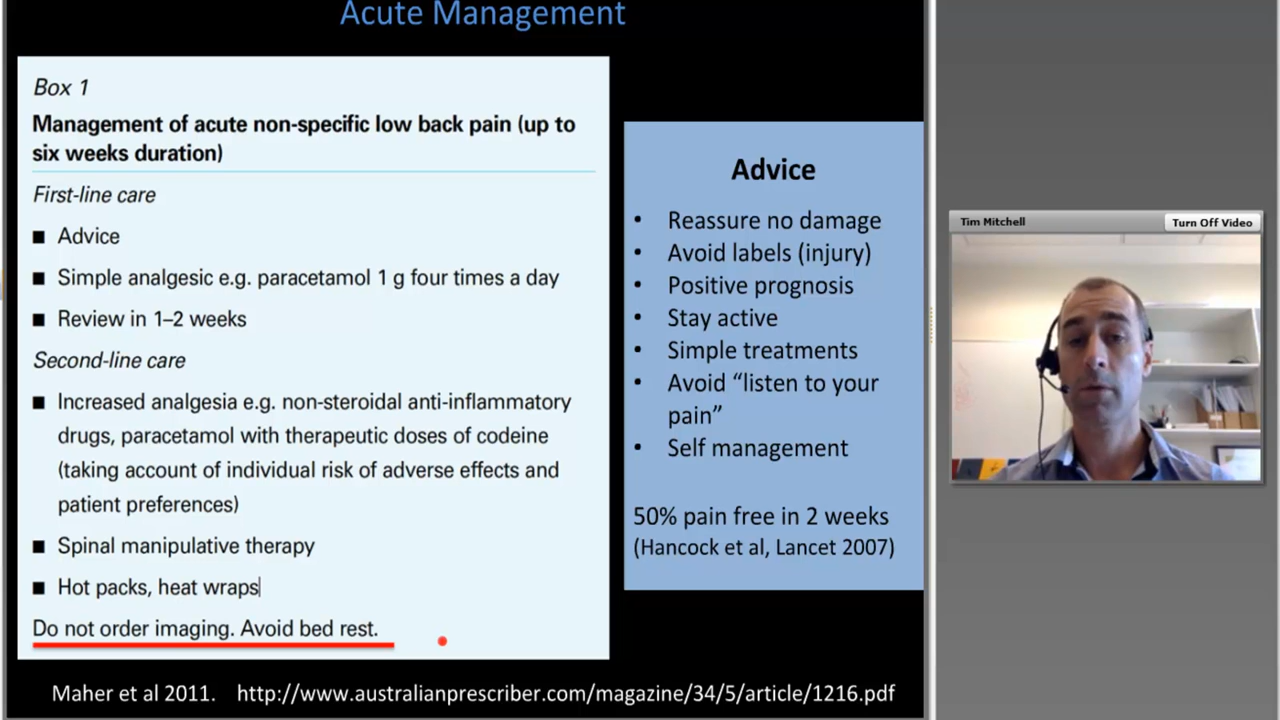 Acute Management
Box 1
Management of acute non-specific low back pain (up to
six weeks duration)
First-line care
■ Advice
■ Simple analgesic e.g. paracetamol 1 g four times a day
■ Review in 1–2 weeks
Second-line care
■ Increased analgesia e.g. non-steroidal anti-inflammatory
drugs, paracetamol with therapeutic doses of codeine
(taking account of individual risk of adverse effects and
patient preferences)
■ Spinal manipulative therapy
■ Hot packs, heat wraps
Do not order imaging. Avoid bed rest.
Advice
• Reassure no damage
• Avoid labels (injury)
• Positive prognosis
• Stay active
• Simple treatments
• Avoid “listen to your
pain”
• Self management
50% pain free in 2 weeks
(Hancock et al, Lancet 2007)
Maher et al 2011. http://www.australianprescriber.com/magazine/34/5/article/1216.pdf
Tim Mitchell
Turn Off Video